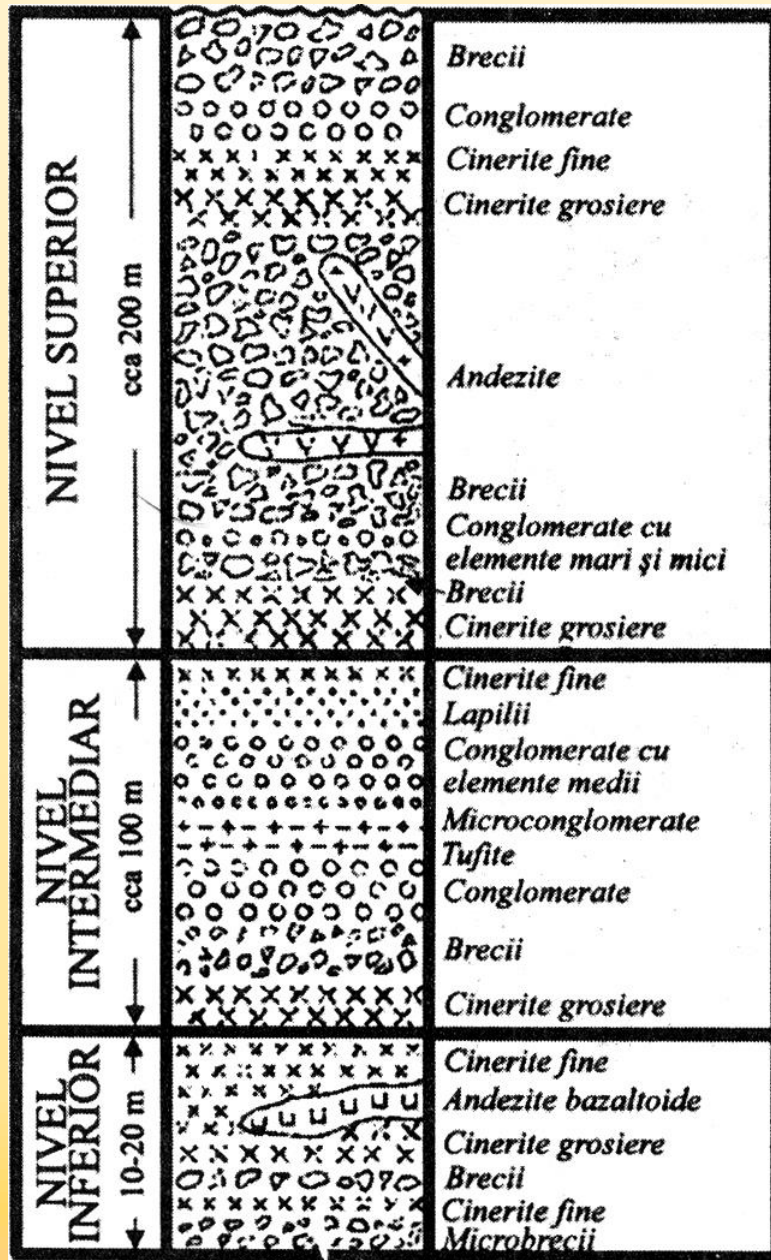 NIVEL SUPERIOR
cca 200 m
Brecii
Conglomerate
Cinerite fine
Cinerite grosiere
Andezite
Brecii
Conglomerate cu
elemente mari și mici
Brecii
Cinerite grosiere
NIVEL
INTERMEDIAR
cca 100 m
Cinerite fine
Lapilii
Conglomerate cu
elemente medii
Microconglomerate
Tufite
Conglomerate
Brecii
Cinerite grosiere
NIVEL
INFERIOR
10-20 m
Cinerite fine
Andezite bazaltoide
Cinerite grosiere
Brecii
Cinerite fine
Microbrecii